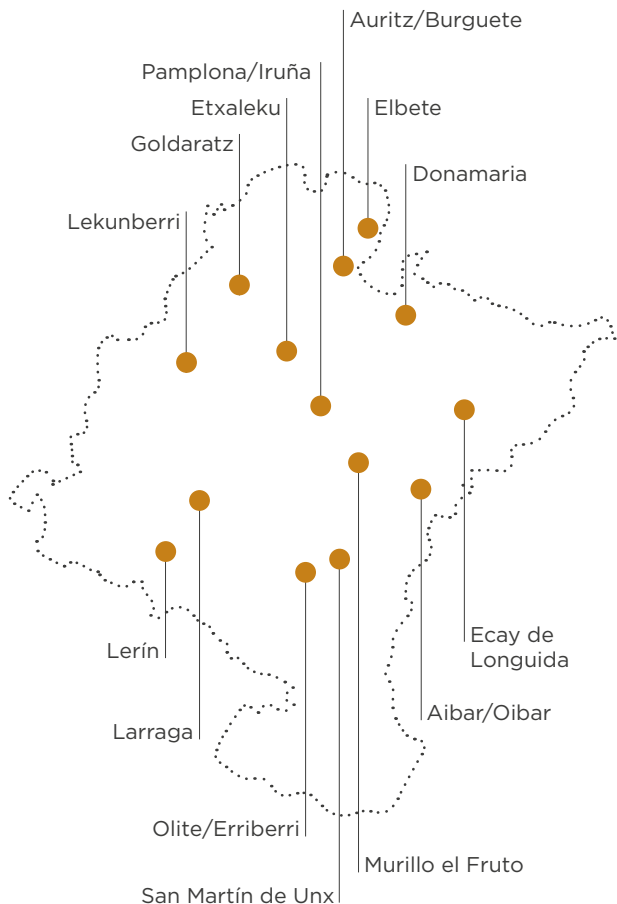 Auritz/Burguete
Pamplona/Iruña
Etxaleku
Elbete
Goldaratz
Donamaria
Lekunberri
Ecay de
Longuida
Lerín
Aibar/Oibar
Larraga
Olite/Erriberri
Murillo el Fruto
San Martín de Unx